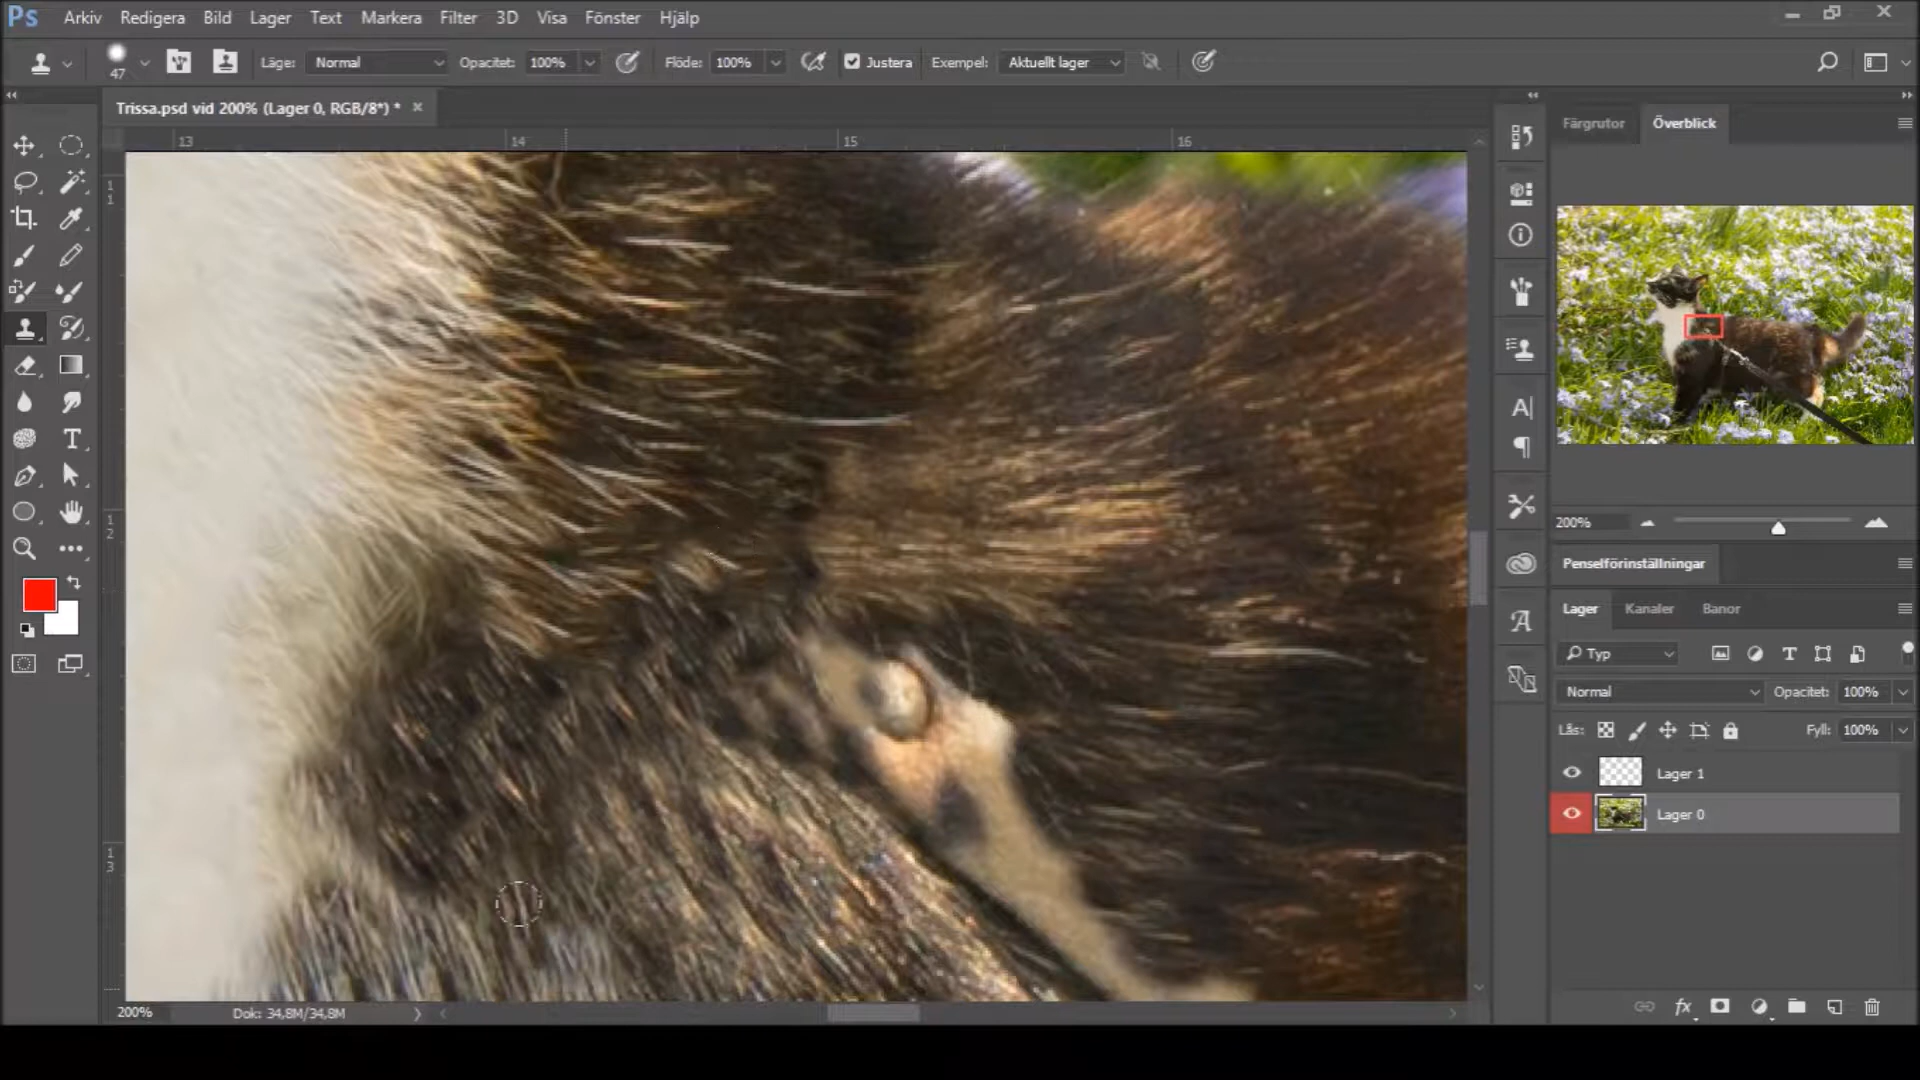 Ps Arkiv Redigera Bild Lager Text Markera Filter 3D Visa Fönster Hjälp
47 Läge: Normal Opacitet: 100% Flöde: 100% Justera Exempel: Aktuellt lager
Trissa.psd vid 200% (Lager 0, RGB/8*) *
Färgrutor Överblick
13 14 15 16
11
12
13
200%
Penselförinställningar
Lager Kanaler Banor
Typ
Normal Opacitet: 100%
Lås: Fyll: 100%
Lager 1
Lager 0
200% Dok: 34,8M/34,8M